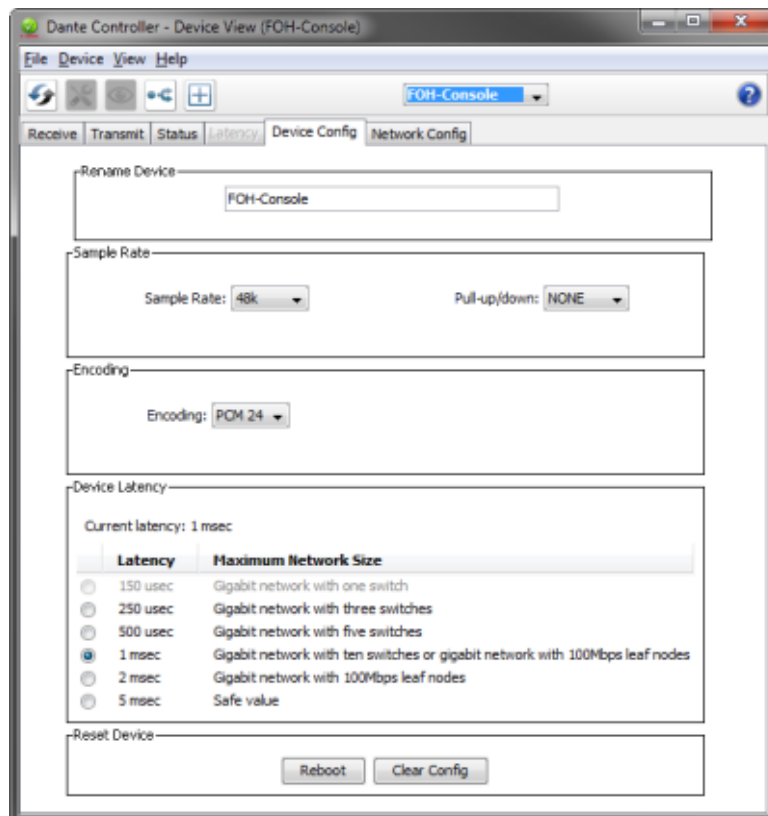 Dante Controller - Device View (FOH-Console)
File Device View Help
FOH-Console
Receive Transmit Status Latency Device Config Network Config
Rename Device
FOH-Console
Sample Rate
Sample Rate: 48k Pull-up/down: NONE
Encoding
Encoding: PCM 24
Device Latency
Current latency: 1 msec
Latency Maximum Network Size
150 usec Gigabit network with one switch
250 usec Gigabit network with three switches
500 usec Gigabit network with five switches
1 msec Gigabit network with ten switches or gigabit network with 100Mbps leaf nodes
2 msec Gigabit network with 100Mbps leaf nodes
5 msec Safe value
Reset Device
Reboot Clear Config